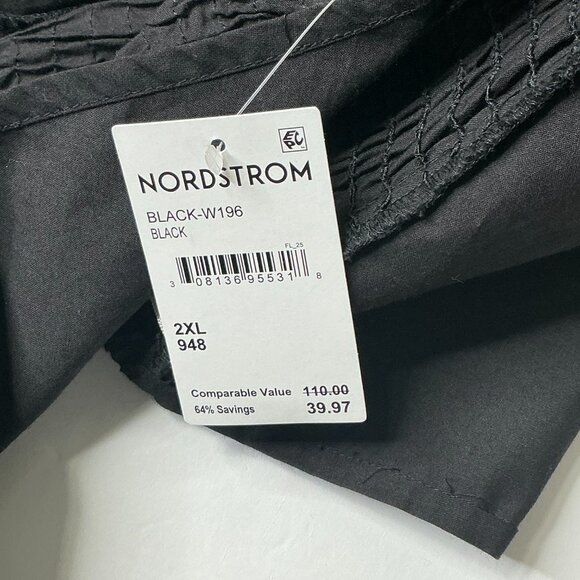 EPC
NORDSTROM
BLACK-W196
BLACK
FL_25
3 08136 95531 8
2XL
948
Comparable Value 110.00
64% Savings 39.97